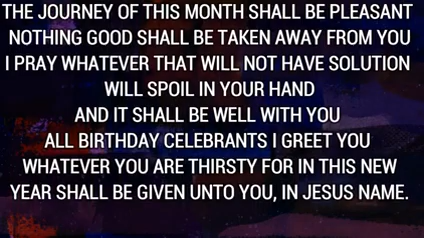 THE JOURNEY OF THIS MONTH SHALL BE PLEASANT
NOTHING GOOD SHALL BE TAKEN AWAY FROM YOU
I PRAY WHATEVER THAT WILL NOT HAVE SOLUTION
WILL SPOIL IN YOUR HAND
AND IT SHALL BE WELL WITH YOU
ALL BIRTHDAY CELEBRANTS I GREET YOU
WHATEVER YOU ARE THIRSTY FOR IN THIS NEW
YEAR SHALL BE GIVEN UNTO YOU, IN JESUS NAME.